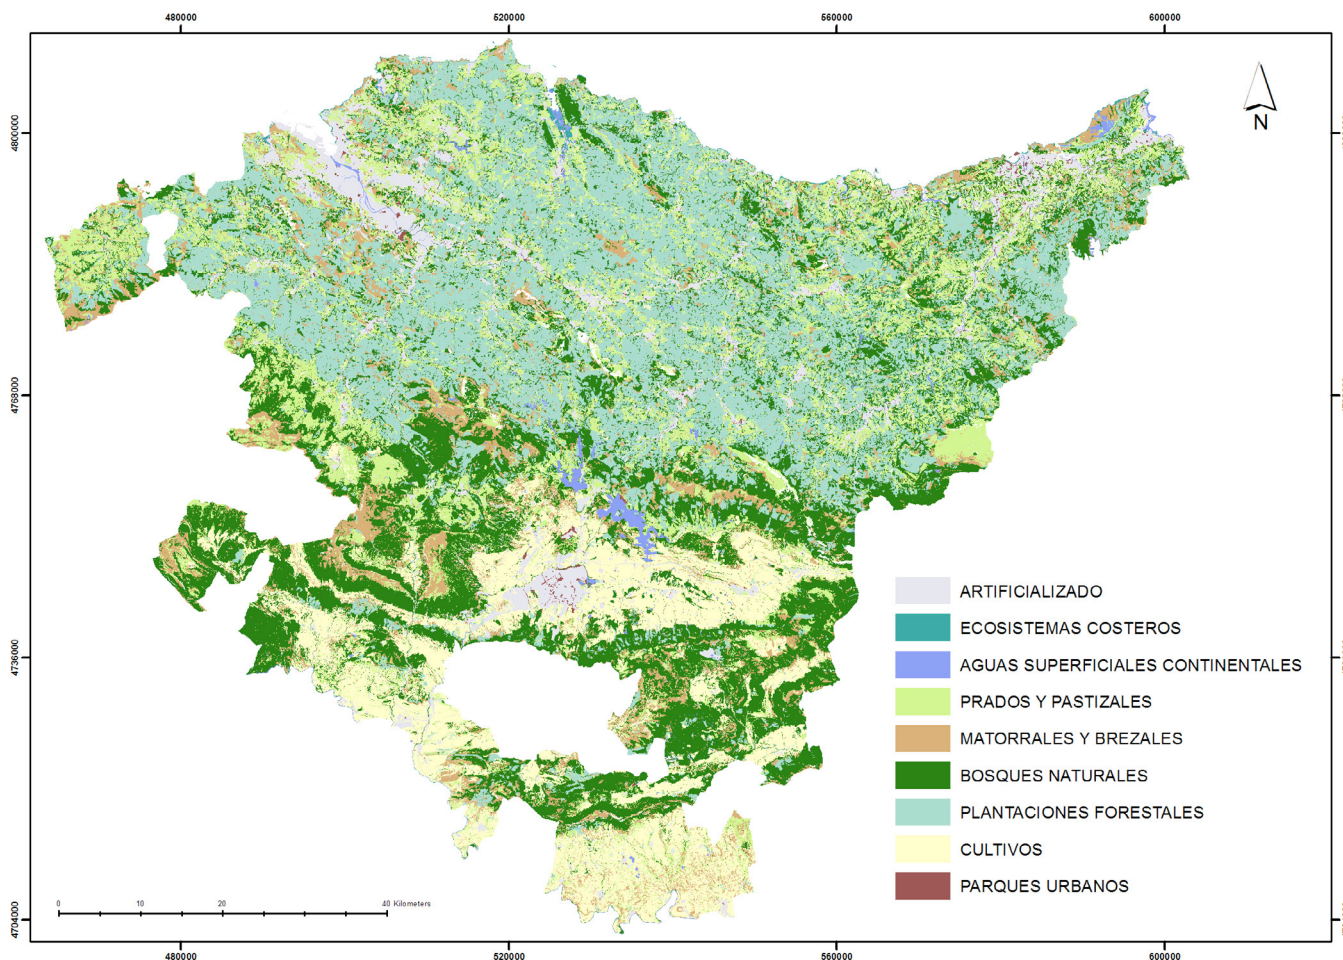 480000 520000 560000 600000
N
4800000
4768000
4736000
4704000
ARTIFICIALIZADO
ECOSISTEMAS COSTEROS
AGUAS SUPERFICIALES CONTINENTALES
PRADOS Y PASTIZALES
MATORRALES Y BREZALES
BOSQUES NATURALES
PLANTACIONES FORESTALES
CULTIVOS
PARQUES URBANOS
0 10 20 40 Kilometers
480000 520000 560000 600000